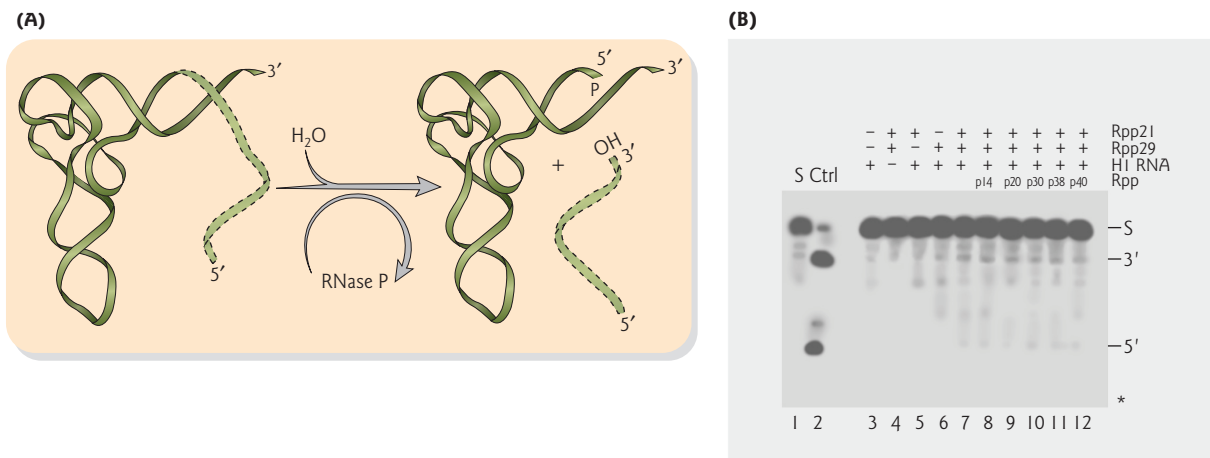 (A)
3′
5′
H₂O
RNase P
5′
P
3′
+
OH
3′
5′
(B)
− + + − + + + + + + Rpp21
− + − + + + + + + + Rpp29
+ − + + + + + + + + H1 RNA
S Ctrl p14 p20 p30 p38 p40 Rpp
S
3'
5'
*
1 2 3 4 5 6 7 8 9 10 11 12